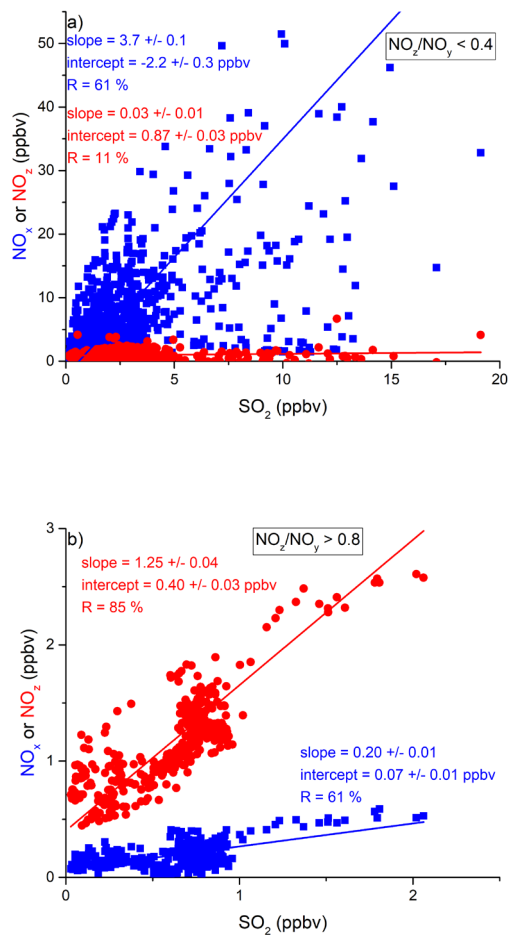 a)
slope = 3.7 +/- 0.1
intercept = -2.2 +/- 0.3 ppbv
R = 61 %
slope = 0.03 +/- 0.01
intercept = 0.87 +/- 0.03 ppbv
R = 11 %
NOz/NOy < 0.4
NOx or NOz (ppbv)
50
40
30
20
10
0
0 5 10 15 20
SO2 (ppbv)
b)
NOz/NOy > 0.8
slope = 1.25 +/- 0.04
intercept = 0.40 +/- 0.03 ppbv
R = 85 %
slope = 0.20 +/- 0.01
intercept = 0.07 +/- 0.01 ppbv
R = 61 %
NOx or NOz (ppbv)
3
2
1
0
0 1 2
SO2 (ppbv)